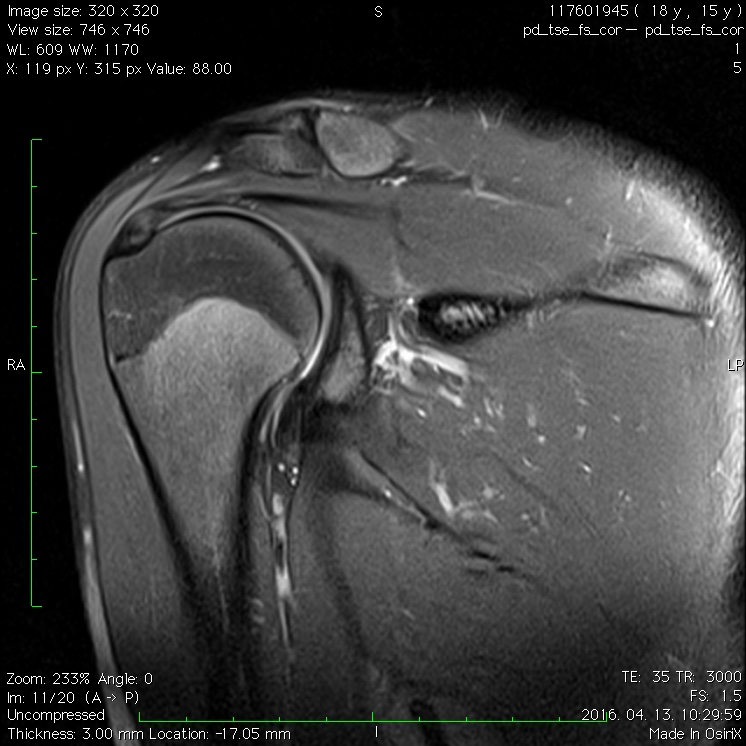 Image size: 320 x 320
View size: 746 x 746
WL: 609 WW: 1170
X: 119 px Y: 315 px Value: 88.00
S
117601945 ( 18 y , 15 y )
pd_tse_fs_cor — pd_tse_fs_cor
1
5
RA
LP
Zoom: 233% Angle: 0
Im: 11/20 (A -> P)
Uncompressed
Thickness: 3.00 mm Location: -17.05 mm
I
TE: 35 TR: 3000
FS: 1.5
2016. 04. 13. 10:29:59
Made In OsiriX